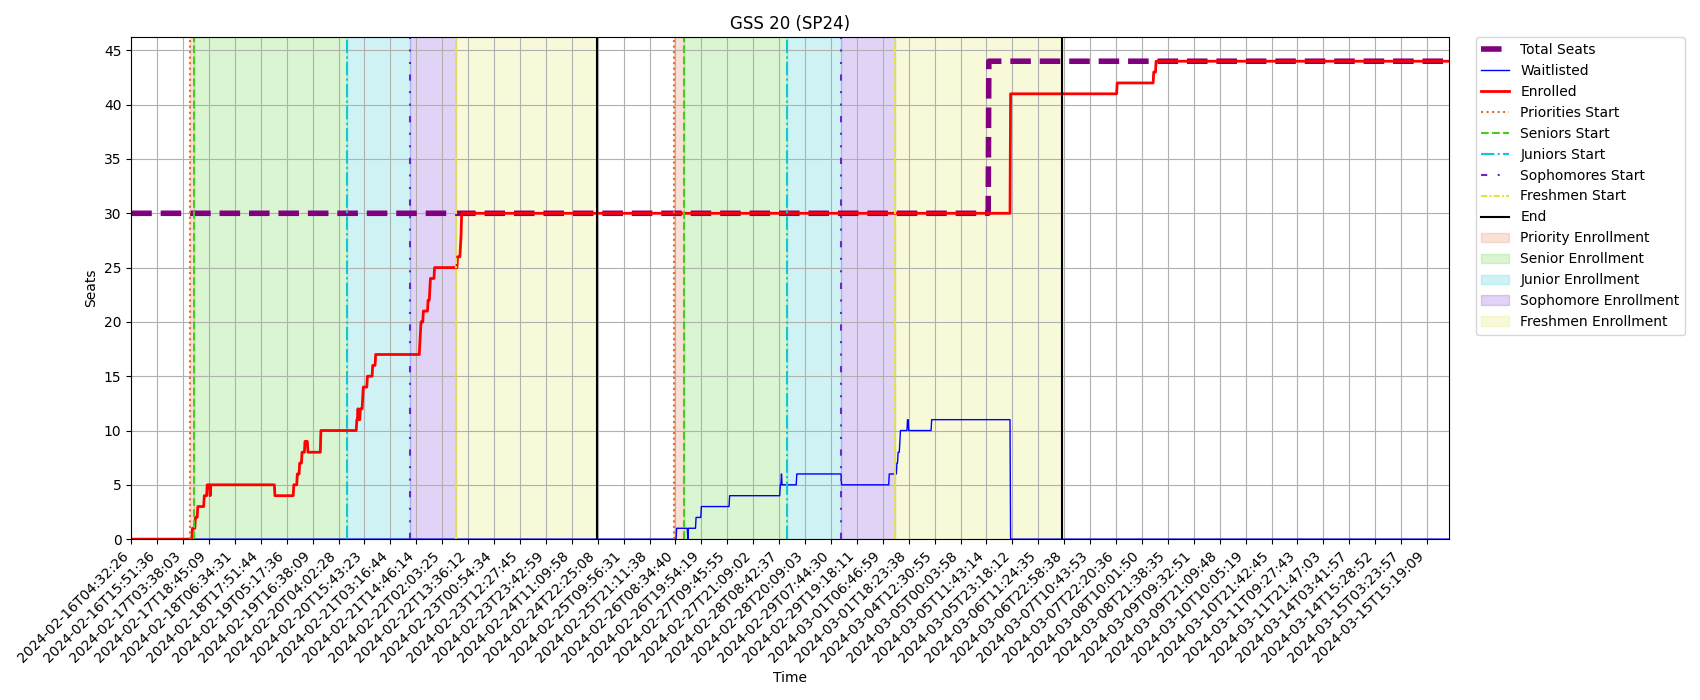 GSS 20 (SP24)
Seats
45
40
35
30
25
20
15
10
5
0
2024-02-16T04:32:26
2024-02-16T15:51:36
2024-02-17T03:38:03
2024-02-17T18:45:09
2024-02-18T06:34:31
2024-02-18T17:51:44
2024-02-19T05:17:36
2024-02-19T16:38:09
2024-02-20T04:02:28
2024-02-20T15:43:23
2024-02-21T03:16:44
2024-02-21T14:46:14
2024-02-22T02:03:25
2024-02-22T13:36:12
2024-02-23T00:54:34
2024-02-23T12:27:45
2024-02-23T23:42:59
2024-02-24T11:09:58
2024-02-24T22:25:08
2024-02-25T09:56:31
2024-02-25T21:11:38
2024-02-26T08:34:40
2024-02-26T19:54:19
2024-02-27T09:45:55
2024-02-27T21:09:02
2024-02-28T08:42:37
2024-02-28T20:09:03
2024-02-29T07:44:30
2024-02-29T19:18:11
2024-03-01T06:46:59
2024-03-01T18:23:38
2024-03-04T12:30:55
2024-03-05T00:03:58
2024-03-05T11:43:14
2024-03-05T23:18:12
2024-03-06T11:24:35
2024-03-06T22:58:38
2024-03-07T10:43:53
2024-03-07T22:20:36
2024-03-08T10:01:50
2024-03-08T21:38:35
2024-03-09T09:32:51
2024-03-09T21:09:48
2024-03-10T10:05:19
2024-03-10T21:42:45
2024-03-11T09:27:43
2024-03-11T21:47:03
2024-03-14T03:41:57
2024-03-14T15:28:52
2024-03-15T03:23:57
2024-03-15T15:19:09
Time
Total Seats
Waitlisted
Enrolled
Priorities Start
Seniors Start
Juniors Start
Sophomores Start
Freshmen Start
End
Priority Enrollment
Senior Enrollment
Junior Enrollment
Sophomore Enrollment
Freshmen Enrollment